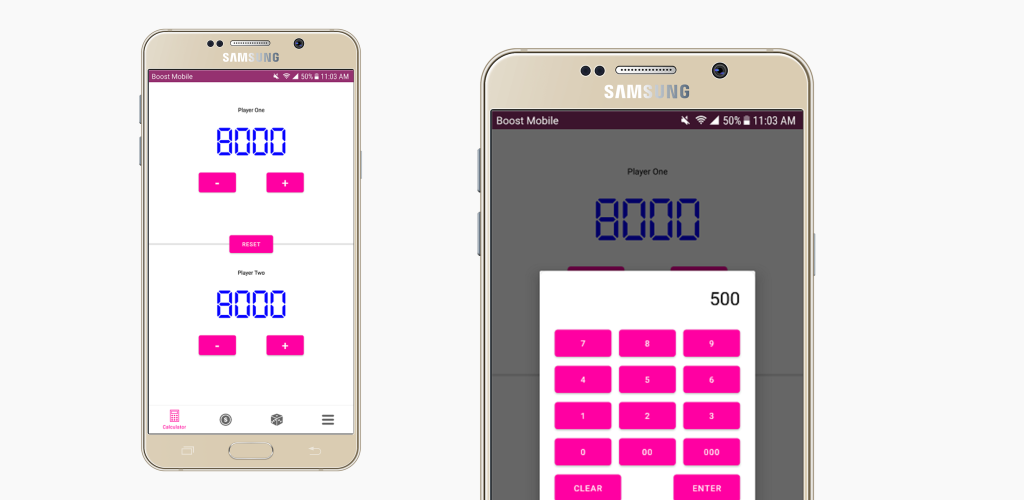 SAMSUNG
Boost Mobile 50% 11:03 AM
Player One
8000
- +
RESET
Player Two
8000
- +
$
Calculator
SAMSUNG
Boost Mobile 50% 11:03 AM
Player One
8000
500
7 8 9
4 5 6
1 2 3
0 00 000
CLEAR ENTER